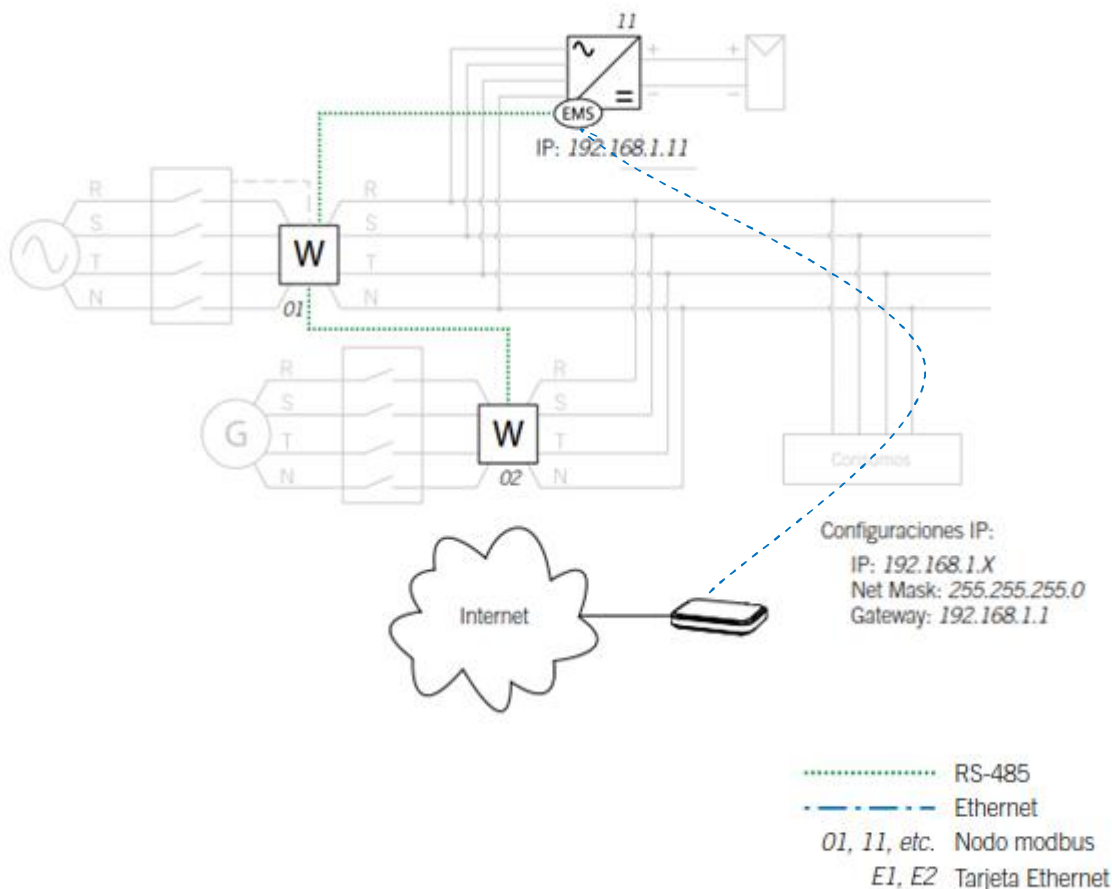 11
+ +
- -
EMS
IP: 192.168.1.11
R R
S S
W
T T
N N
01
R R
S S
G W
T T
N N
02
Consumos
Configuraciones IP:
IP: 192.168.1.X
Net Mask: 255.255.255.0
Gateway: 192.168.1.1
Internet
RS-485
Ethernet
01, 11, etc. Nodo modbus
E1, E2 Tarjeta Ethernet